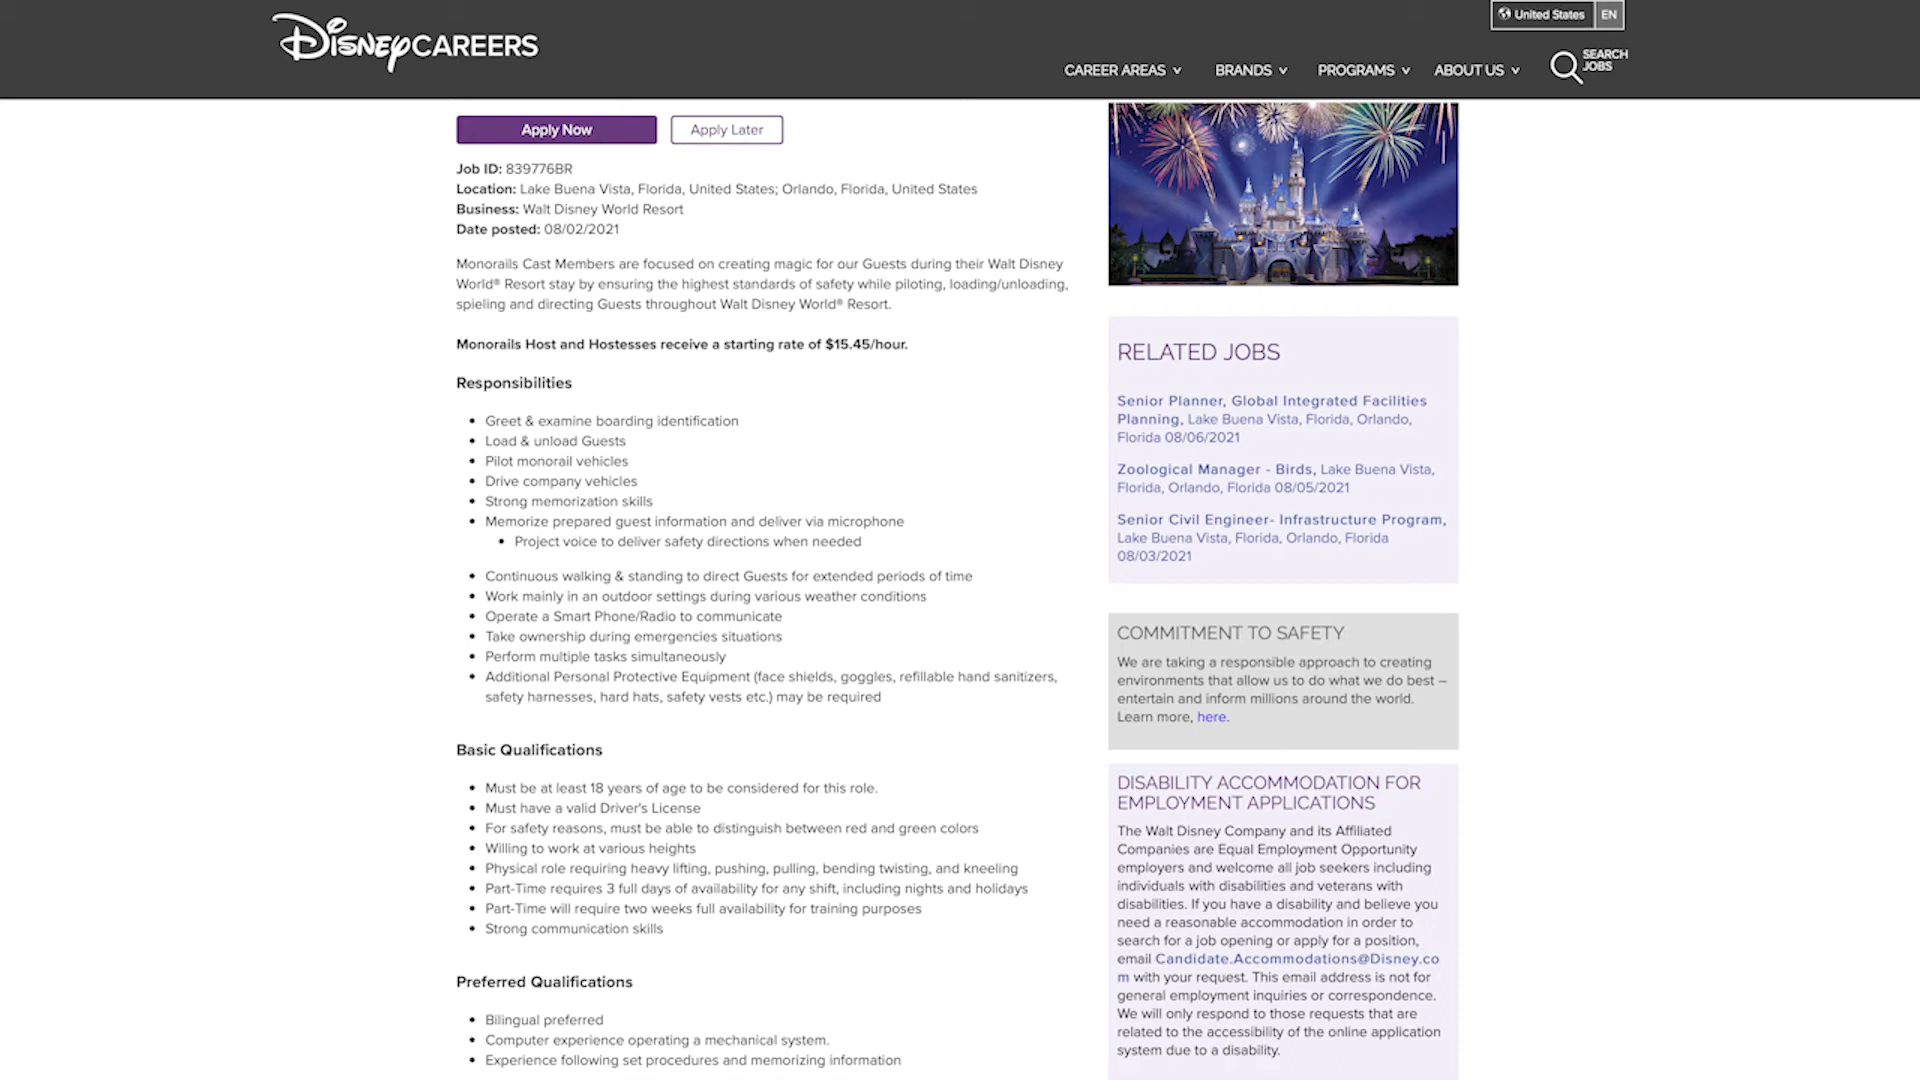 DISNEY CAREERS
United States EN
CAREER AREAS BRANDS PROGRAMS ABOUT US SEARCH JOBS
Apply Now Apply Later
Job ID: 839776BR
Location: Lake Buena Vista, Florida, United States; Orlando, Florida, United States
Business: Walt Disney World Resort
Date posted: 08/02/2021
Monorails Cast Members are focused on creating magic for our Guests during their Walt Disney
World® Resort stay by ensuring the highest standards of safety while piloting, loading/unloading,
spieling and directing Guests throughout Walt Disney World® Resort.
Monorails Host and Hostesses receive a starting rate of $15.45/hour.
Responsibilities
• Greet & examine boarding identification
• Load & unload Guests
• Pilot monorail vehicles
• Drive company vehicles
• Strong memorization skills
• Memorize prepared guest information and deliver via microphone
• Project voice to deliver safety directions when needed
• Continuous walking & standing to direct Guests for extended periods of time
• Work mainly in an outdoor settings during various weather conditions
• Operate a Smart Phone/Radio to communicate
• Take ownership during emergencies situations
• Perform multiple tasks simultaneously
• Additional Personal Protective Equipment (face shields, goggles, refillable hand sanitizers,
safety harnesses, hard hats, safety vests etc.) may be required
Basic Qualifications
• Must be at least 18 years of age to be considered for this role.
• Must have a valid Driver's License
• For safety reasons, must be able to distinguish between red and green colors
• Willing to work at various heights
• Physical role requiring heavy lifting, pushing, pulling, bending twisting, and kneeling
• Part-Time requires 3 full days of availability for any shift, including nights and holidays
• Part-Time will require two weeks full availability for training purposes
• Strong communication skills
Preferred Qualifications
• Bilingual preferred
• Computer experience operating a mechanical system.
• Experience following set procedures and memorizing information
RELATED JOBS
Senior Planner, Global Integrated Facilities
Planning, Lake Buena Vista, Florida, Orlando,
Florida 08/06/2021
Zoological Manager - Birds, Lake Buena Vista,
Florida, Orlando, Florida 08/05/2021
Senior Civil Engineer- Infrastructure Program,
Lake Buena Vista, Florida, Orlando, Florida
08/03/2021
COMMITMENT TO SAFETY
We are taking a responsible approach to creating
environments that allow us to do what we do best –
entertain and inform millions around the world.
Learn more, here.
DISABILITY ACCOMMODATION FOR
EMPLOYMENT APPLICATIONS
The Walt Disney Company and its Affiliated
Companies are Equal Employment Opportunity
employers and welcome all job seekers including
individuals with disabilities and veterans with
disabilities. If you have a disability and believe you
need a reasonable accommodation in order to
search for a job opening or apply for a position,
email Candidate.Accommodations@Disney.co
m with your request. This email address is not for
general employment inquiries or correspondence.
We will only respond to those requests that are
related to the accessibility of the online application
system due to a disability.